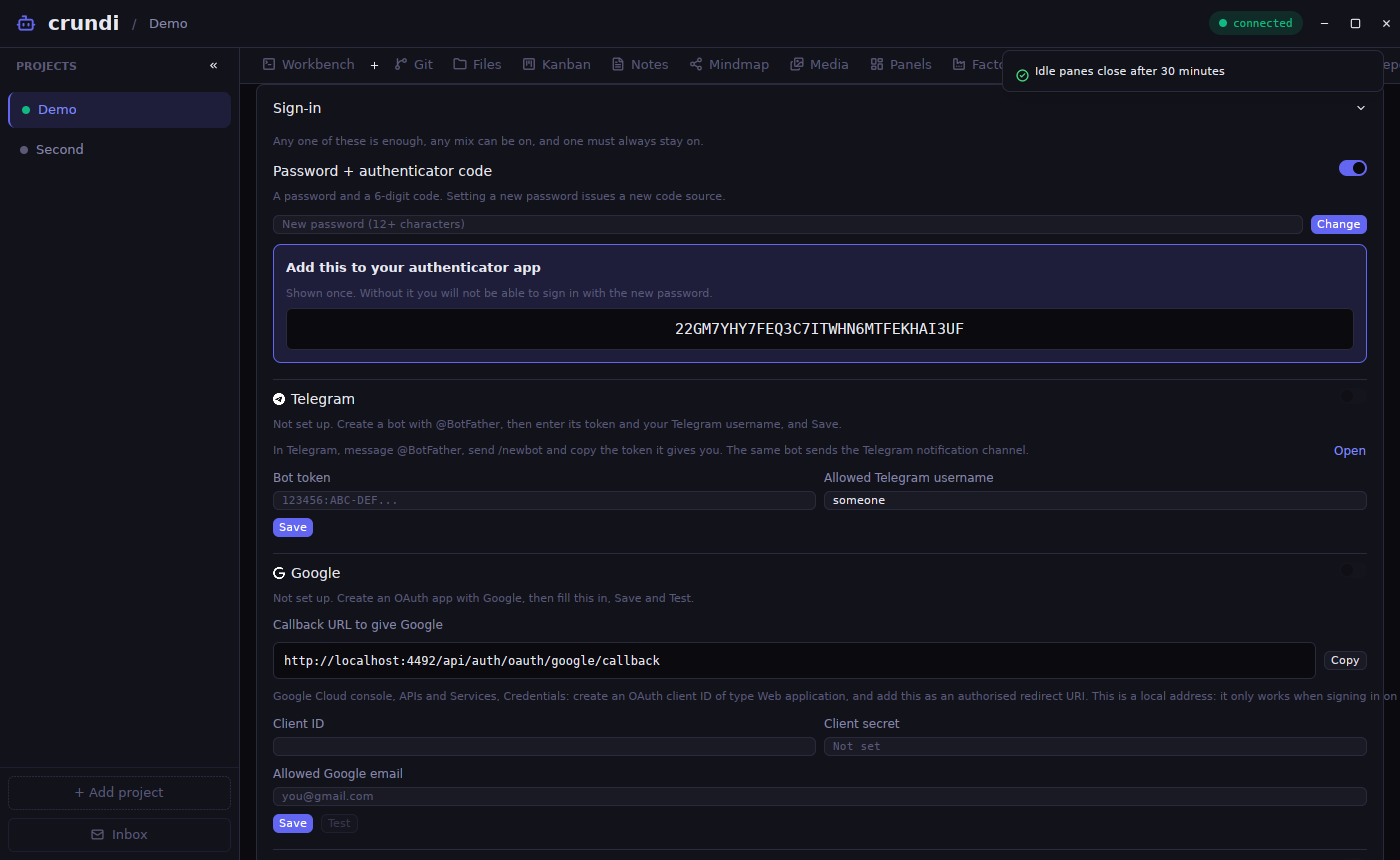 crundi / Demo
connected
PROJECTS
Demo
Second
+ Add project
Inbox
Workbench + Git Files Kanban Notes Mindmap Media Panels
Idle panes close after 30 minutes
Sign-in
Any one of these is enough, any mix can be on, and one must always stay on.
Password + authenticator code
A password and a 6-digit code. Setting a new password issues a new code source.
New password (12+ characters)
Change
Add this to your authenticator app
Shown once. Without it you will not be able to sign in with the new password.
22GM7YHY7FEQ3C7ITWHN6MTFEKHAI3UF
Telegram
Not set up. Create a bot with @BotFather, then enter its token and your Telegram username, and Save.
In Telegram, message @BotFather, send /newbot and copy the token it gives you. The same bot sends the Telegram notification channel.
Open
Bot token
Allowed Telegram username
123456:ABC-DEF...
someone
Save
Google
Not set up. Create an OAuth app with Google, then fill this in, Save and Test.
Callback URL to give Google
http://localhost:4492/api/auth/oauth/google/callback
Copy
Google Cloud console, APIs and Services, Credentials: create an OAuth client ID of type Web application, and add this as an authorised redirect URI. This is a local address: it only works when signing in on
Client ID
Client secret
Not set
Allowed Google email
you@gmail.com
Save
Test